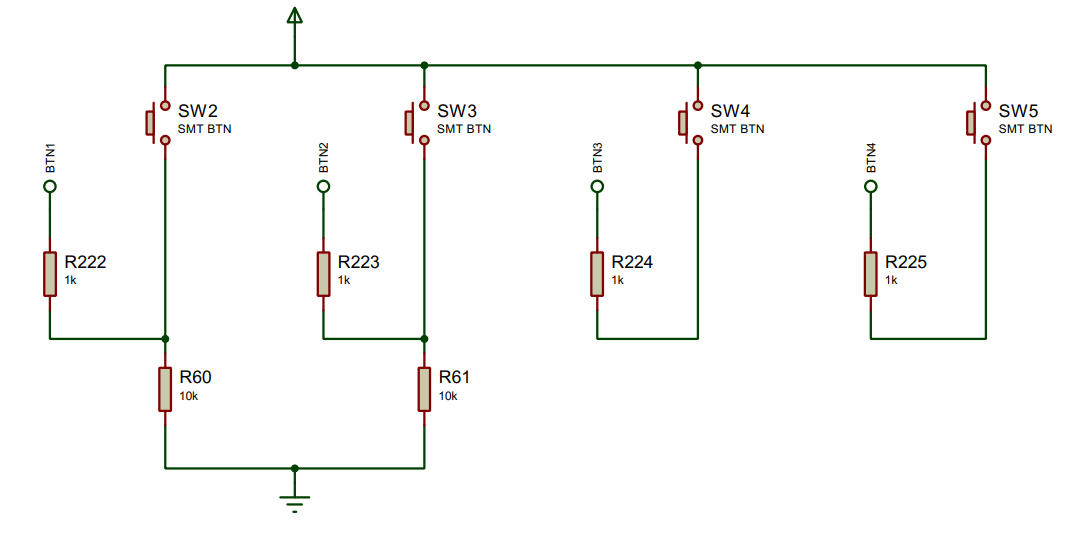 SW2
SMT BTN
SW3
SMT BTN
SW4
SMT BTN
SW5
SMT BTN
BTN1
BTN2
BTN3
BTN4
R222
1k
R223
1k
R224
1k
R225
1k
R60
10k
R61
10k